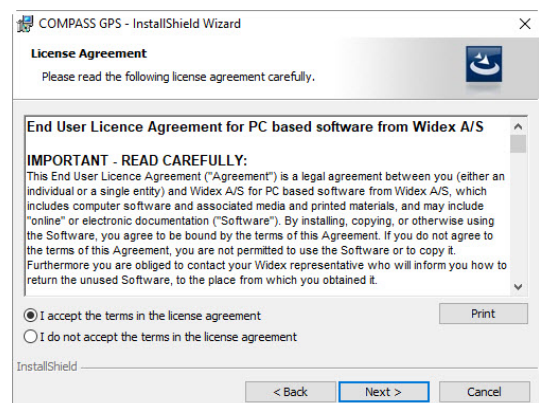 COMPASS GPS - InstallShield Wizard
License Agreement
Please read the following license agreement carefully.
End User Licence Agreement for PC based software from Widex A/S
IMPORTANT - READ CAREFULLY:
This End User Licence Agreement ("Agreement") is a legal agreement between you (either an
individual or a single entity) and Widex A/S for PC based software from Widex A/S, which
includes computer software and associated media and printed materials, and may include
"online" or electronic documentation ("Software"). By installing, copying, or otherwise using
the Software, you agree to be bound by the terms of this Agreement. If you do not agree to
the terms of this Agreement, you are not permitted to use the Software or to copy it.
Furthermore you are obliged to contact your Widex representative who will inform you how to
return the unused Software, to the place from which you obtained it.
I accept the terms in the license agreement
Print
I do not accept the terms in the license agreement
InstallShield
< Back
Next >
Cancel